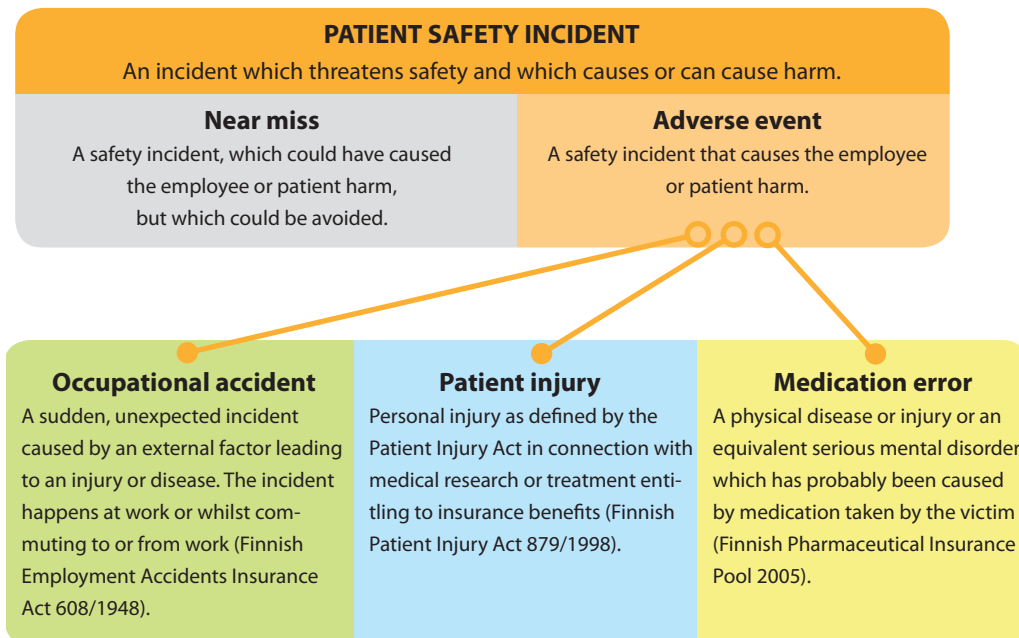 PATIENT SAFETY INCIDENT
An incident which threatens safety and which causes or can cause harm.
Near miss
A safety incident, which could have caused
the employee or patient harm,
but which could be avoided.
Adverse event
A safety incident that causes the employee
or patient harm.
Occupational accident
A sudden, unexpected incident
caused by an external factor leading
to an injury or disease. The incident
happens at work or whilst com-
muting to or from work (Finnish
Employment Accidents Insurance
Act 608/1948).
Patient injury
Personal injury as defined by the
Patient Injury Act in connection with
medical research or treatment enti-
tling to insurance benefits (Finnish
Patient Injury Act 879/1998).
Medication error
A physical disease or injury or an
equivalent serious mental disorder
which has probably been caused
by medication taken by the victim
(Finnish Pharmaceutical Insurance
Pool 2005).